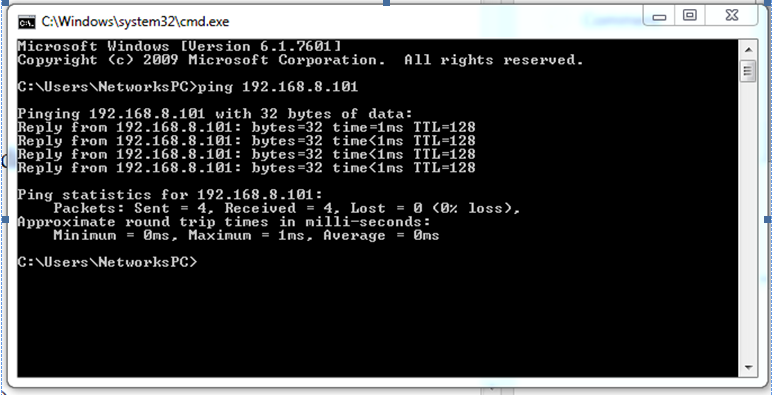 C:\Windows\system32\cmd.exe
Microsoft Windows [Version 6.1.7601]
Copyright (c) 2009 Microsoft Corporation.  All rights reserved.
C:\Users\NetworksPC>ping 192.168.8.101
Pinging 192.168.8.101 with 32 bytes of data:
Reply from 192.168.8.101: bytes=32 time=1ms TTL=128
Reply from 192.168.8.101: bytes=32 time<1ms TTL=128
Reply from 192.168.8.101: bytes=32 time<1ms TTL=128
Reply from 192.168.8.101: bytes=32 time<1ms TTL=128
Ping statistics for 192.168.8.101:
    Packets: Sent = 4, Received = 4, Lost = 0 (0% loss),
Approximate round trip times in milli-seconds:
    Minimum = 0ms, Maximum = 1ms, Average = 0ms
C:\Users\NetworksPC>